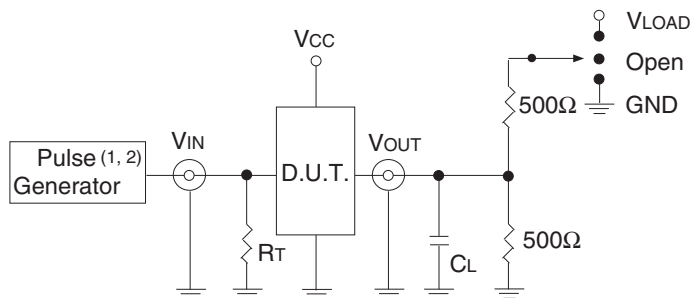 VLOAD
VCC
Open
500Ω
GND
VIN
VOUT
Pulse (1, 2)
Generator
D.U.T.
RT
CL
500Ω